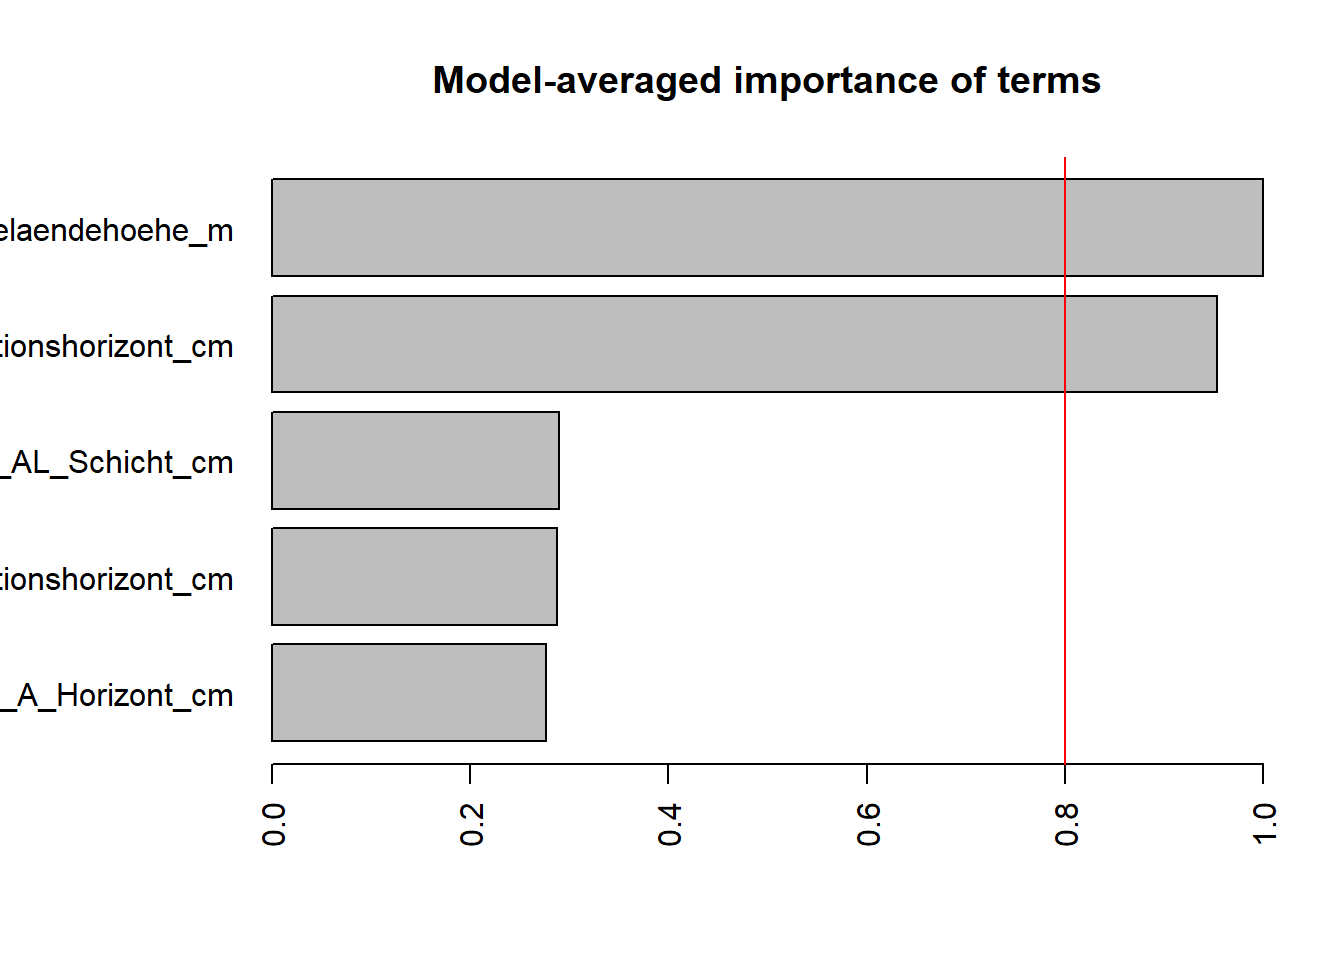 Model-averaged importance of terms
elaendehoehe_m
tionshorizont_cm
_AL_Schicht_cm
tionshorizont_cm
_A_Horizont_cm
0.0 0.2 0.4 0.6 0.8 1.0